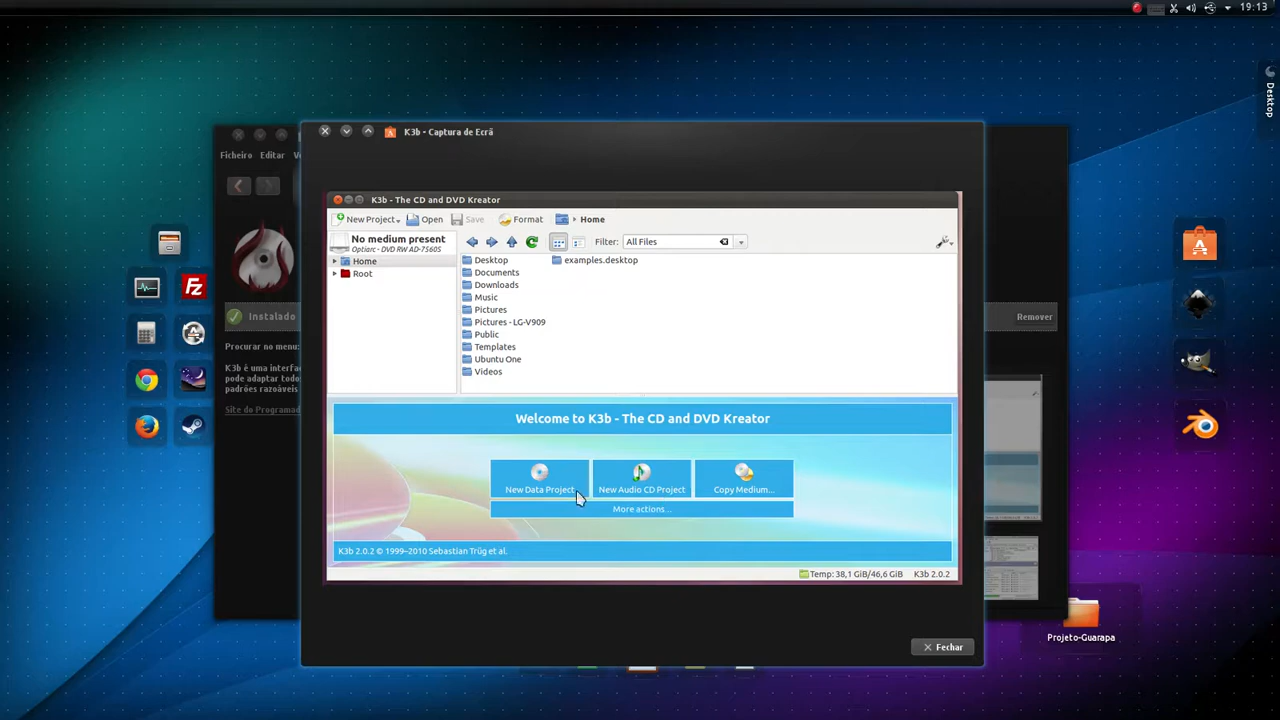 19:13
Desktop
K3b - Captura de Ecrã
Ficheiro Editar
K3b - The CD and DVD Kreator
New Project Open Save Format Home
No medium present
Optiarc - DVD RW AD-7560S
Filter: All Files
Home
Root
Desktop examples.desktop
Documents
Downloads
Music
Pictures
Pictures - LG-V909
Public
Templates
Ubuntu One
Videos
Instalado
Remover
Procurar no menu:
K3b é uma interfa
pode adaptar todo
padrões razoáveis
Site do Programad
Welcome to K3b - The CD and DVD Kreator
New Data Project New Audio CD Project Copy Medium...
More actions...
K3b 2.0.2 © 1999–2010 Sebastian Trüg et al.
Temp: 38,1 GiB/46,6 GiB K3b 2.0.2
Projeto-Guarapa
Fechar